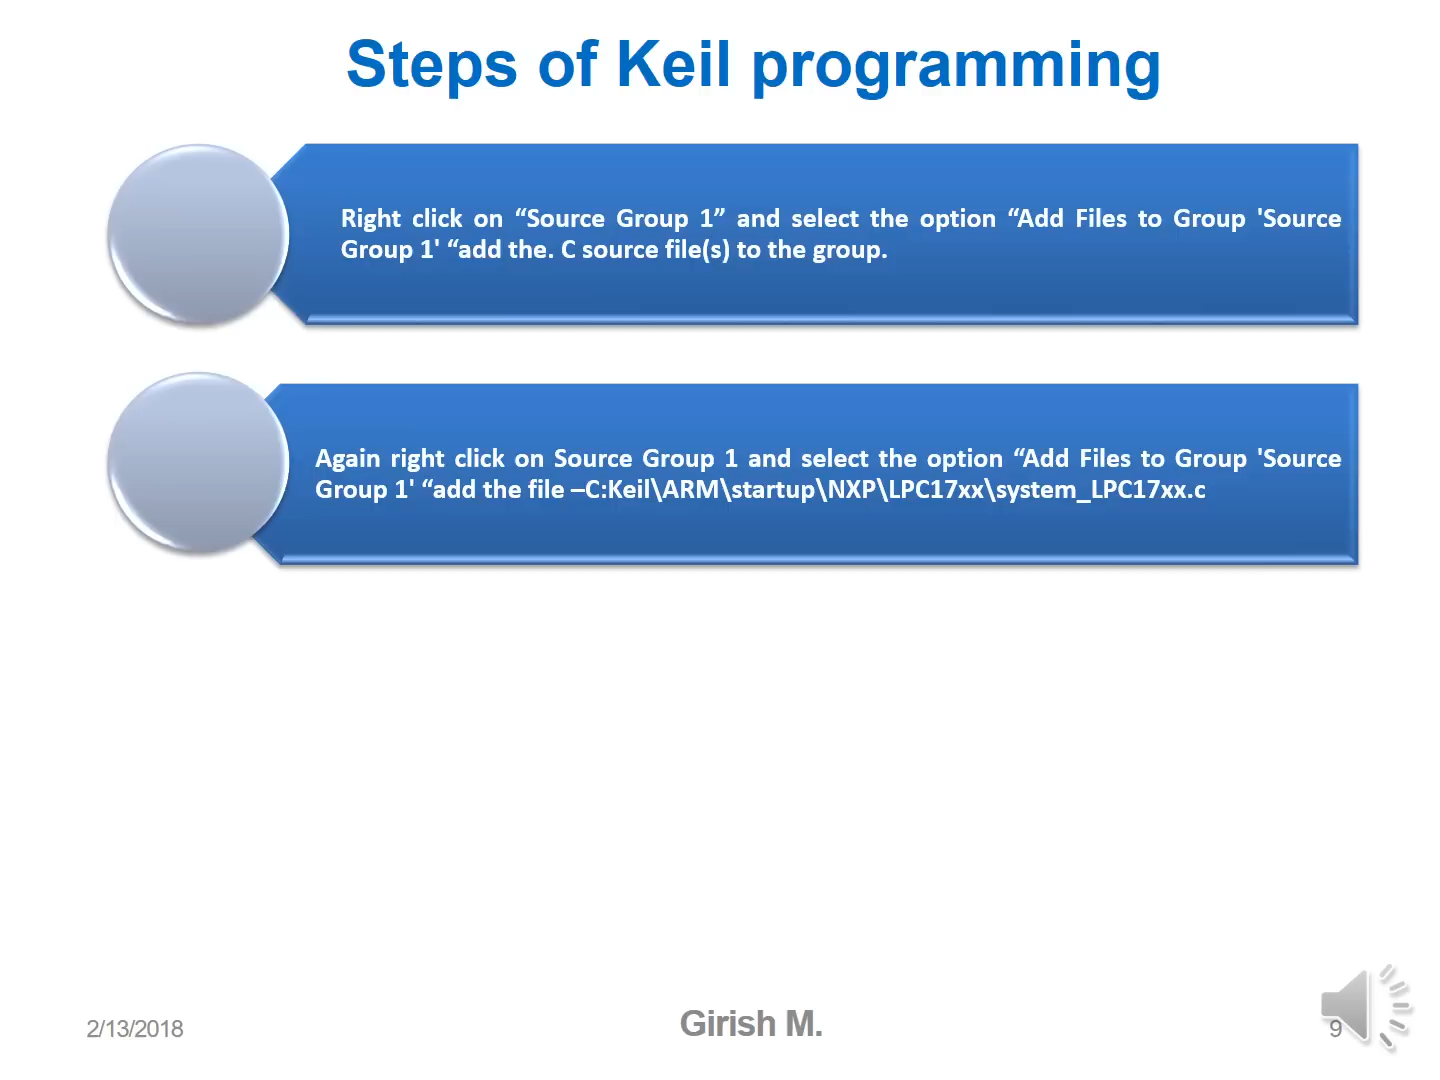 Steps of Keil programming
Right click on “Source Group 1” and select the option “Add Files to Group 'Source
Group 1' “add the. C source file(s) to the group.
Again right click on Source Group 1 and select the option “Add Files to Group 'Source
Group 1' “add the file –C:Keil\ARM\startup\NXP\LPC17xx\system_LPC17xx.c
2/13/2018
Girish M.
9